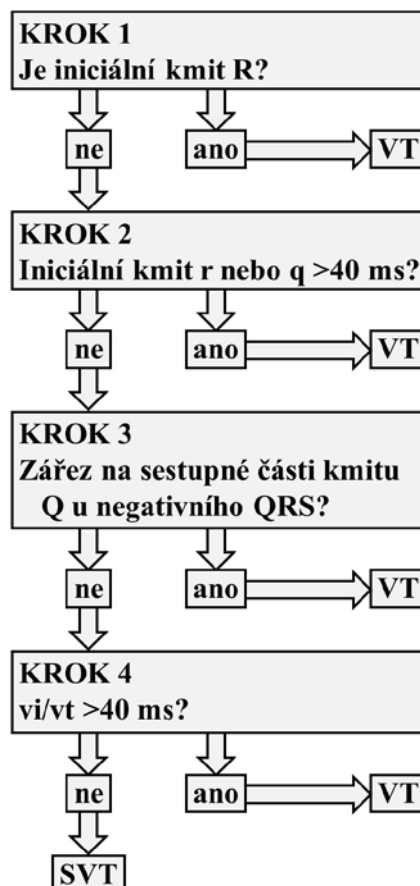 KROK 1
Je iniciální kmit R?
ne ano VT
KROK 2
Iniciální kmit r nebo q >40 ms?
ne ano VT
KROK 3
Zářez na sestupné části kmitu
Q u negativního QRS?
ne ano VT
KROK 4
vi/vt >40 ms?
ne ano VT
SVT